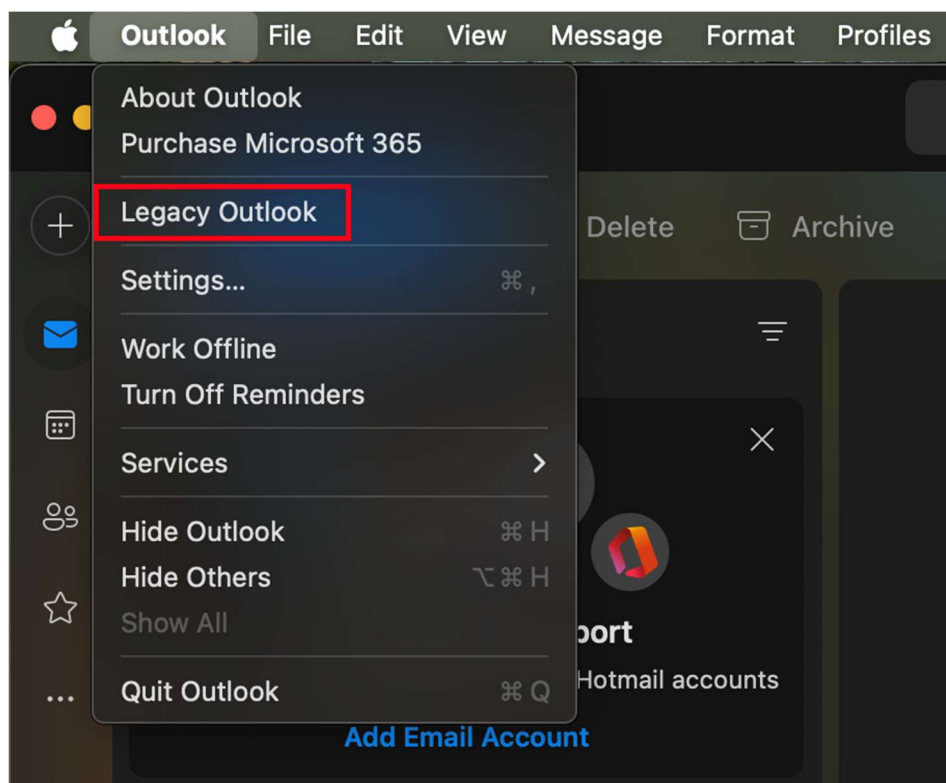 Outlook File Edit View Message Format Profiles
About Outlook
Purchase Microsoft 365
Legacy Outlook
Settings... ⌘ ,
Work Offline
Turn Off Reminders
Services
Hide Outlook ⌘ H
Hide Others ⌥ ⌘ H
Show All
Quit Outlook ⌘ Q
Delete Archive
Hotmail accounts
Add Email Account